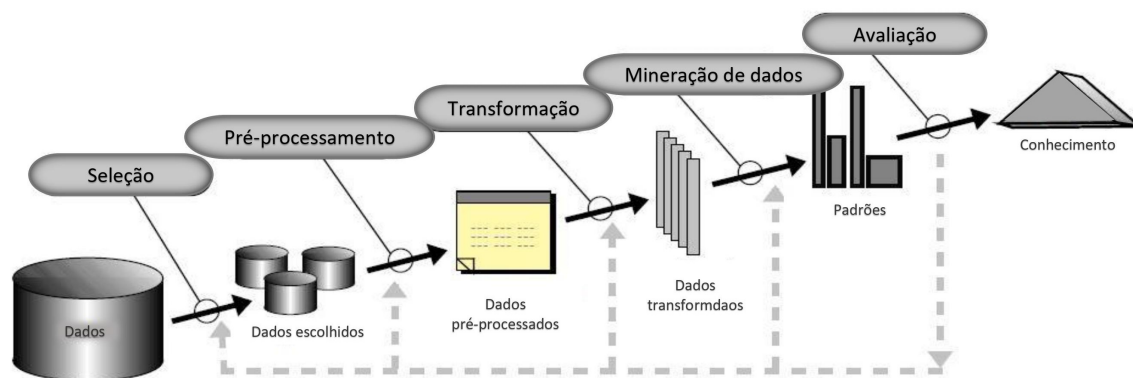 Seleção
Pré-processamento
Transformação
Mineração de dados
Avaliação
Dados
Dados escolhidos
Dados
pré-processados
Dados
transformdaos
Padrões
Conhecimento